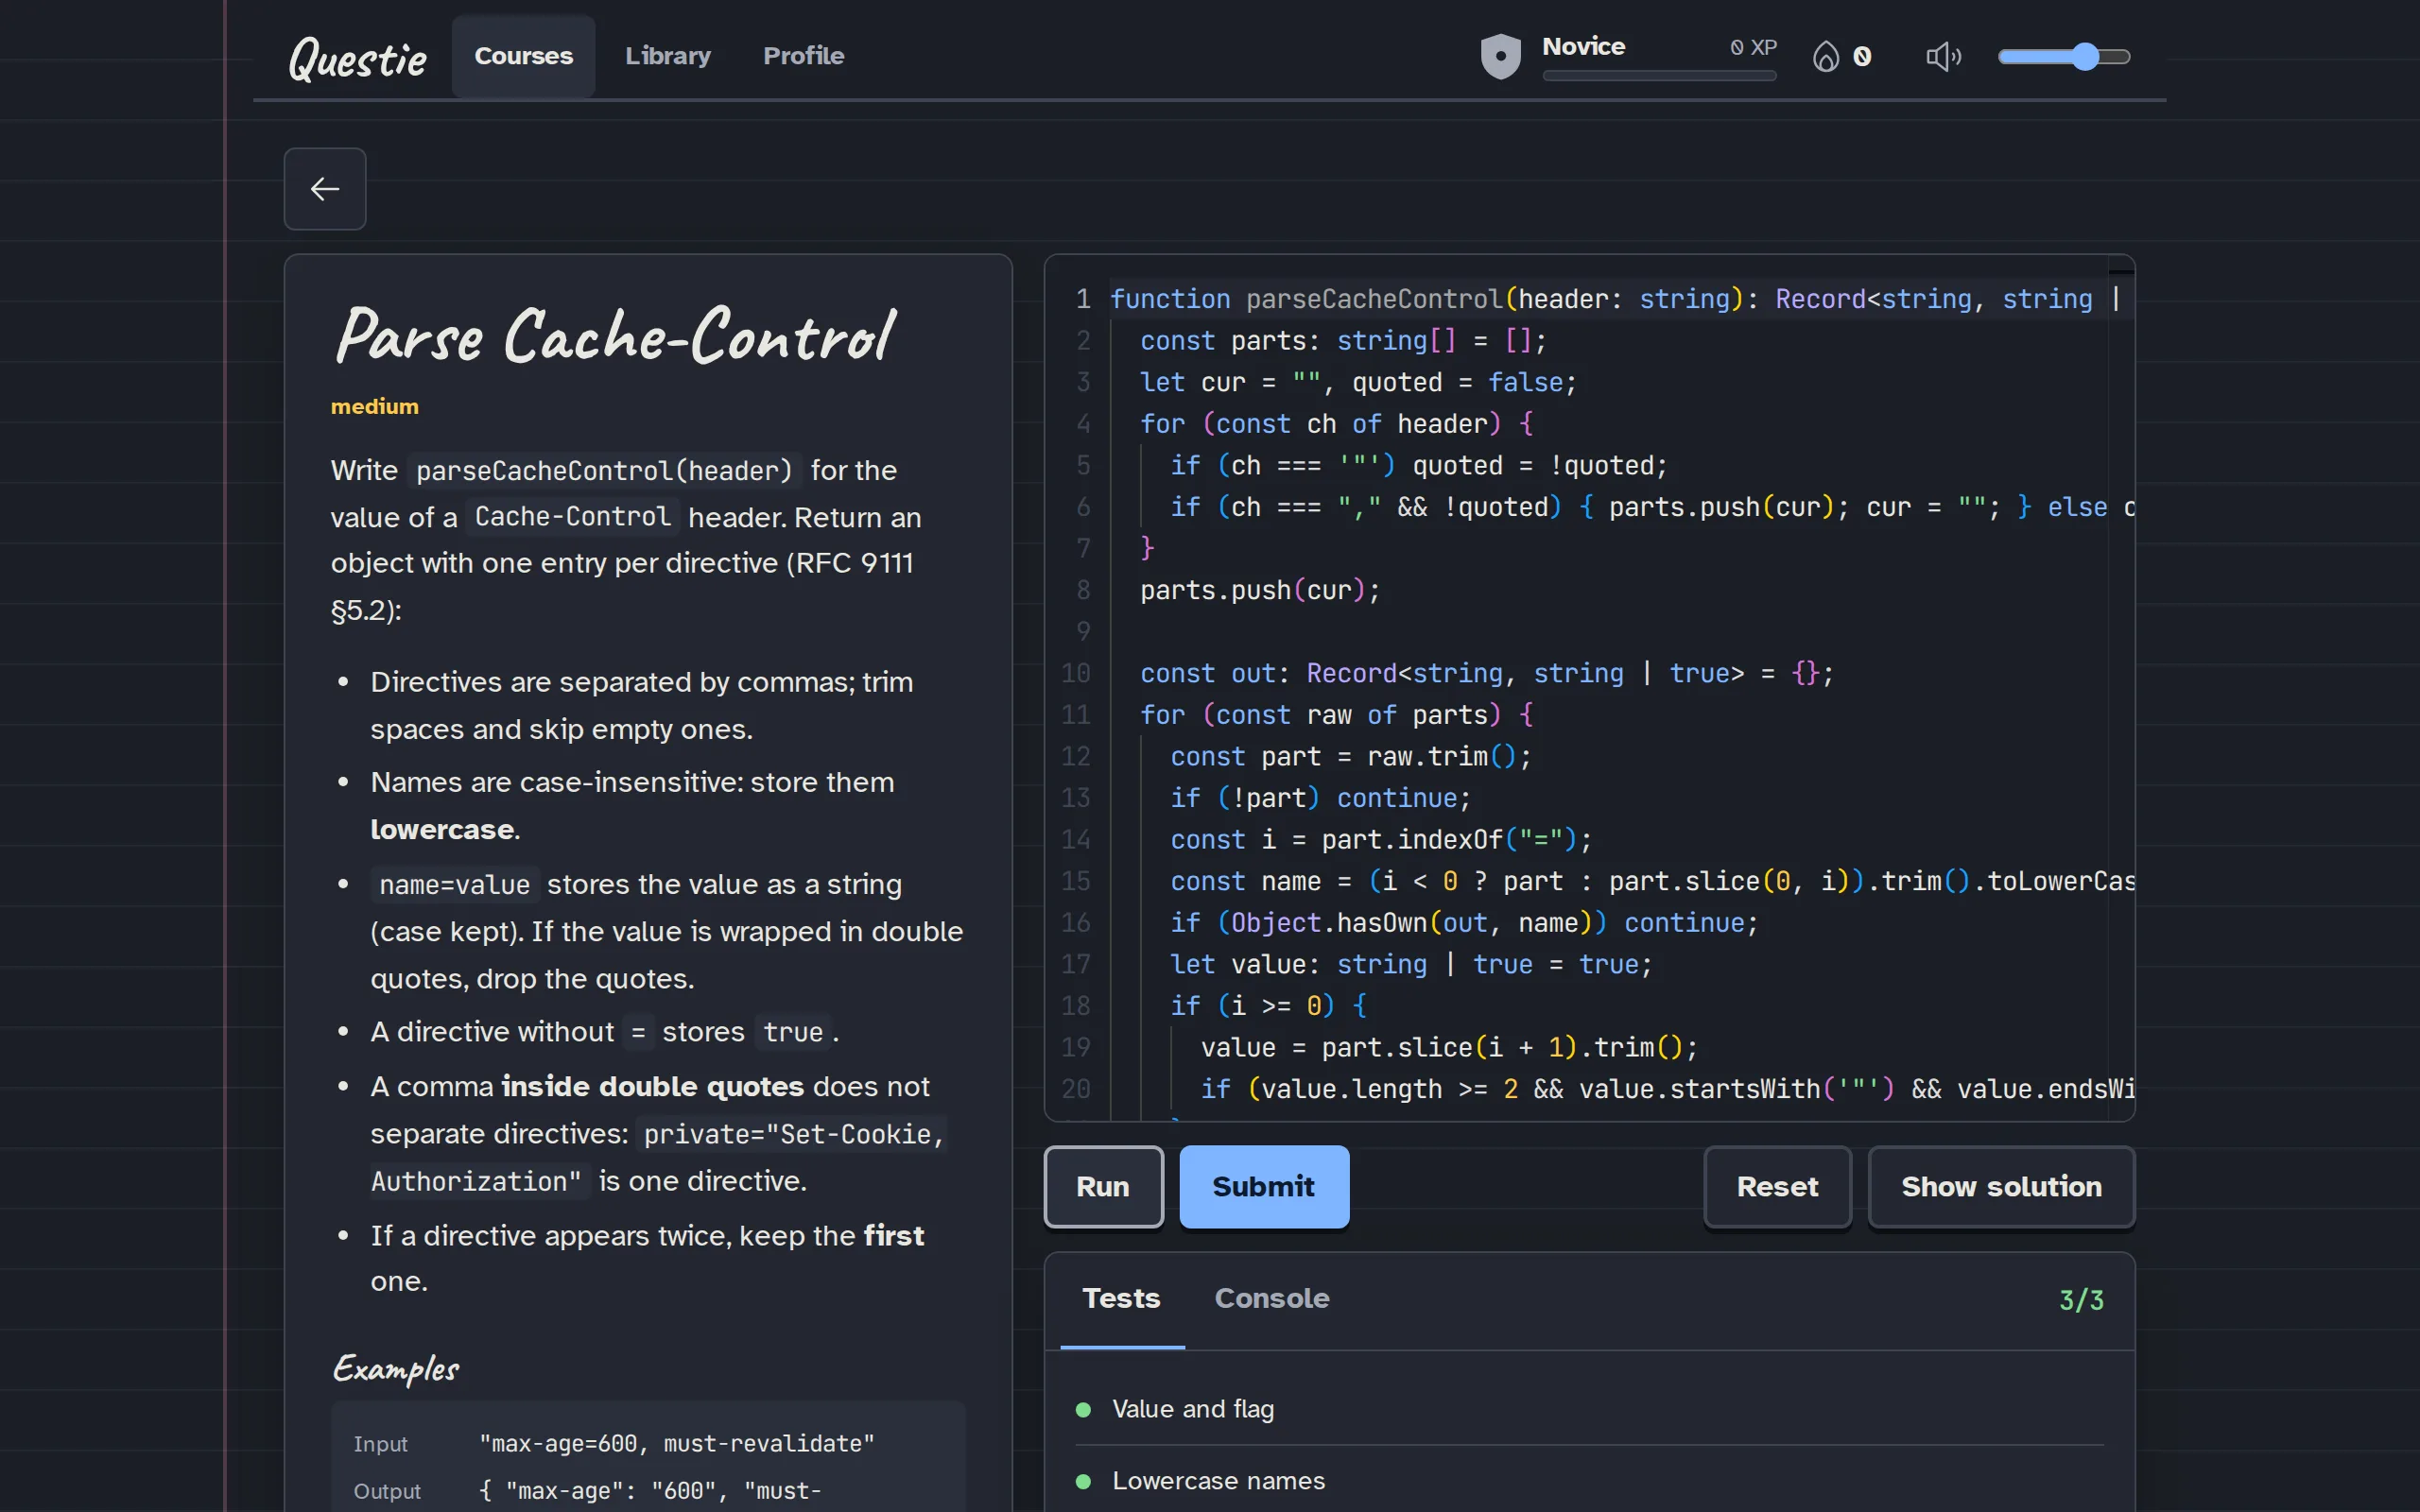 Questie
Courses
Library
Profile
Novice
0 XP
0
Parse Cache-Control
medium
Write parseCacheControl(header) for the
value of a Cache-Control header. Return an
object with one entry per directive (RFC 9111
§5.2):
• Directives are separated by commas; trim
spaces and skip empty ones.
• Names are case-insensitive: store them
lowercase.
• name=value stores the value as a string
(case kept). If the value is wrapped in double
quotes, drop the quotes.
• A directive without = stores true.
• A comma inside double quotes does not
separate directives: private="Set-Cookie,
Authorization" is one directive.
• If a directive appears twice, keep the first
one.
Examples
Input "max-age=600, must-revalidate"
Output { "max-age": "600", "must-
1 function parseCacheControl(header: string): Record<string, string |
2 const parts: string[] = [];
3 let cur = "", quoted = false;
4 for (const ch of header) {
5 if (ch === '"') quoted = !quoted;
6 if (ch === "," && !quoted) { parts.push(cur); cur = ""; } else c
7 }
8 parts.push(cur);
9
10 const out: Record<string, string | true> = {};
11 for (const raw of parts) {
12 const part = raw.trim();
13 if (!part) continue;
14 const i = part.indexOf("=");
15 const name = (i < 0 ? part : part.slice(0, i)).trim().toLowerCas
16 if (Object.hasOwn(out, name)) continue;
17 let value: string | true = true;
18 if (i >= 0) {
19 value = part.slice(i + 1).trim();
20 if (value.length >= 2 && value.startsWith('"') && value.endsWi
Run
Submit
Reset
Show solution
Tests
Console
3/3
Value and flag
Lowercase names